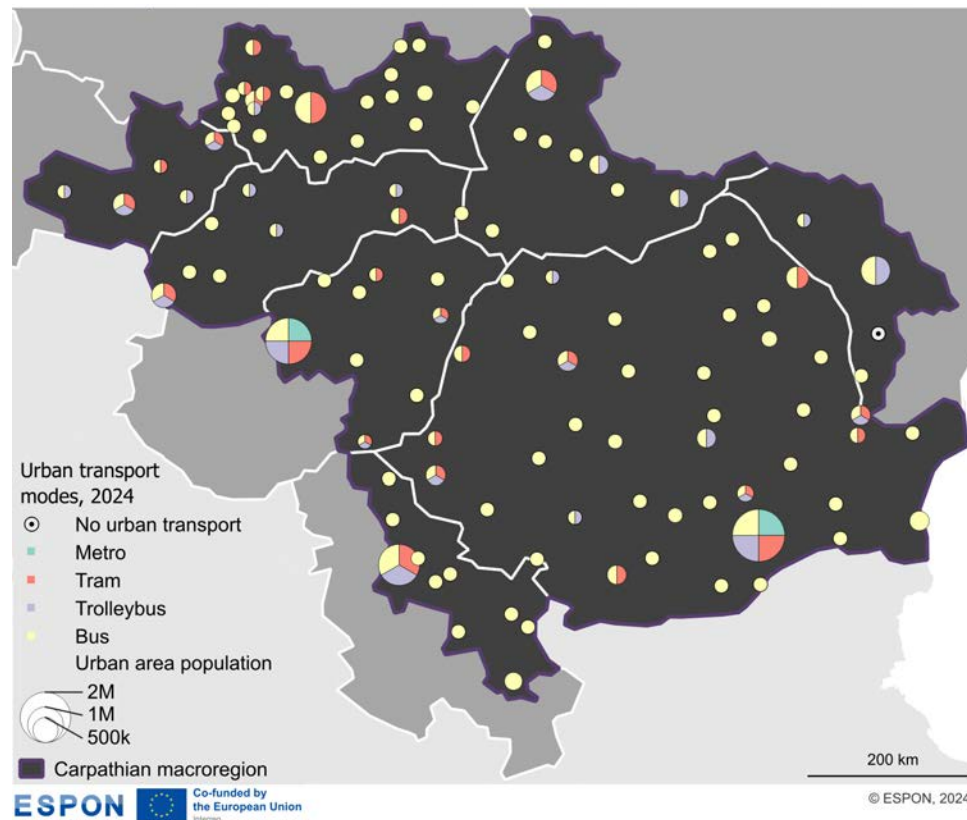 Urban transport
modes, 2024
No urban transport
Metro
Tram
Trolleybus
Bus
Urban area population
2M
1M
500k
Carpathian macroregion
200 km
ESPON
Co-funded by
the European Union
Interreg
© ESPON, 2024